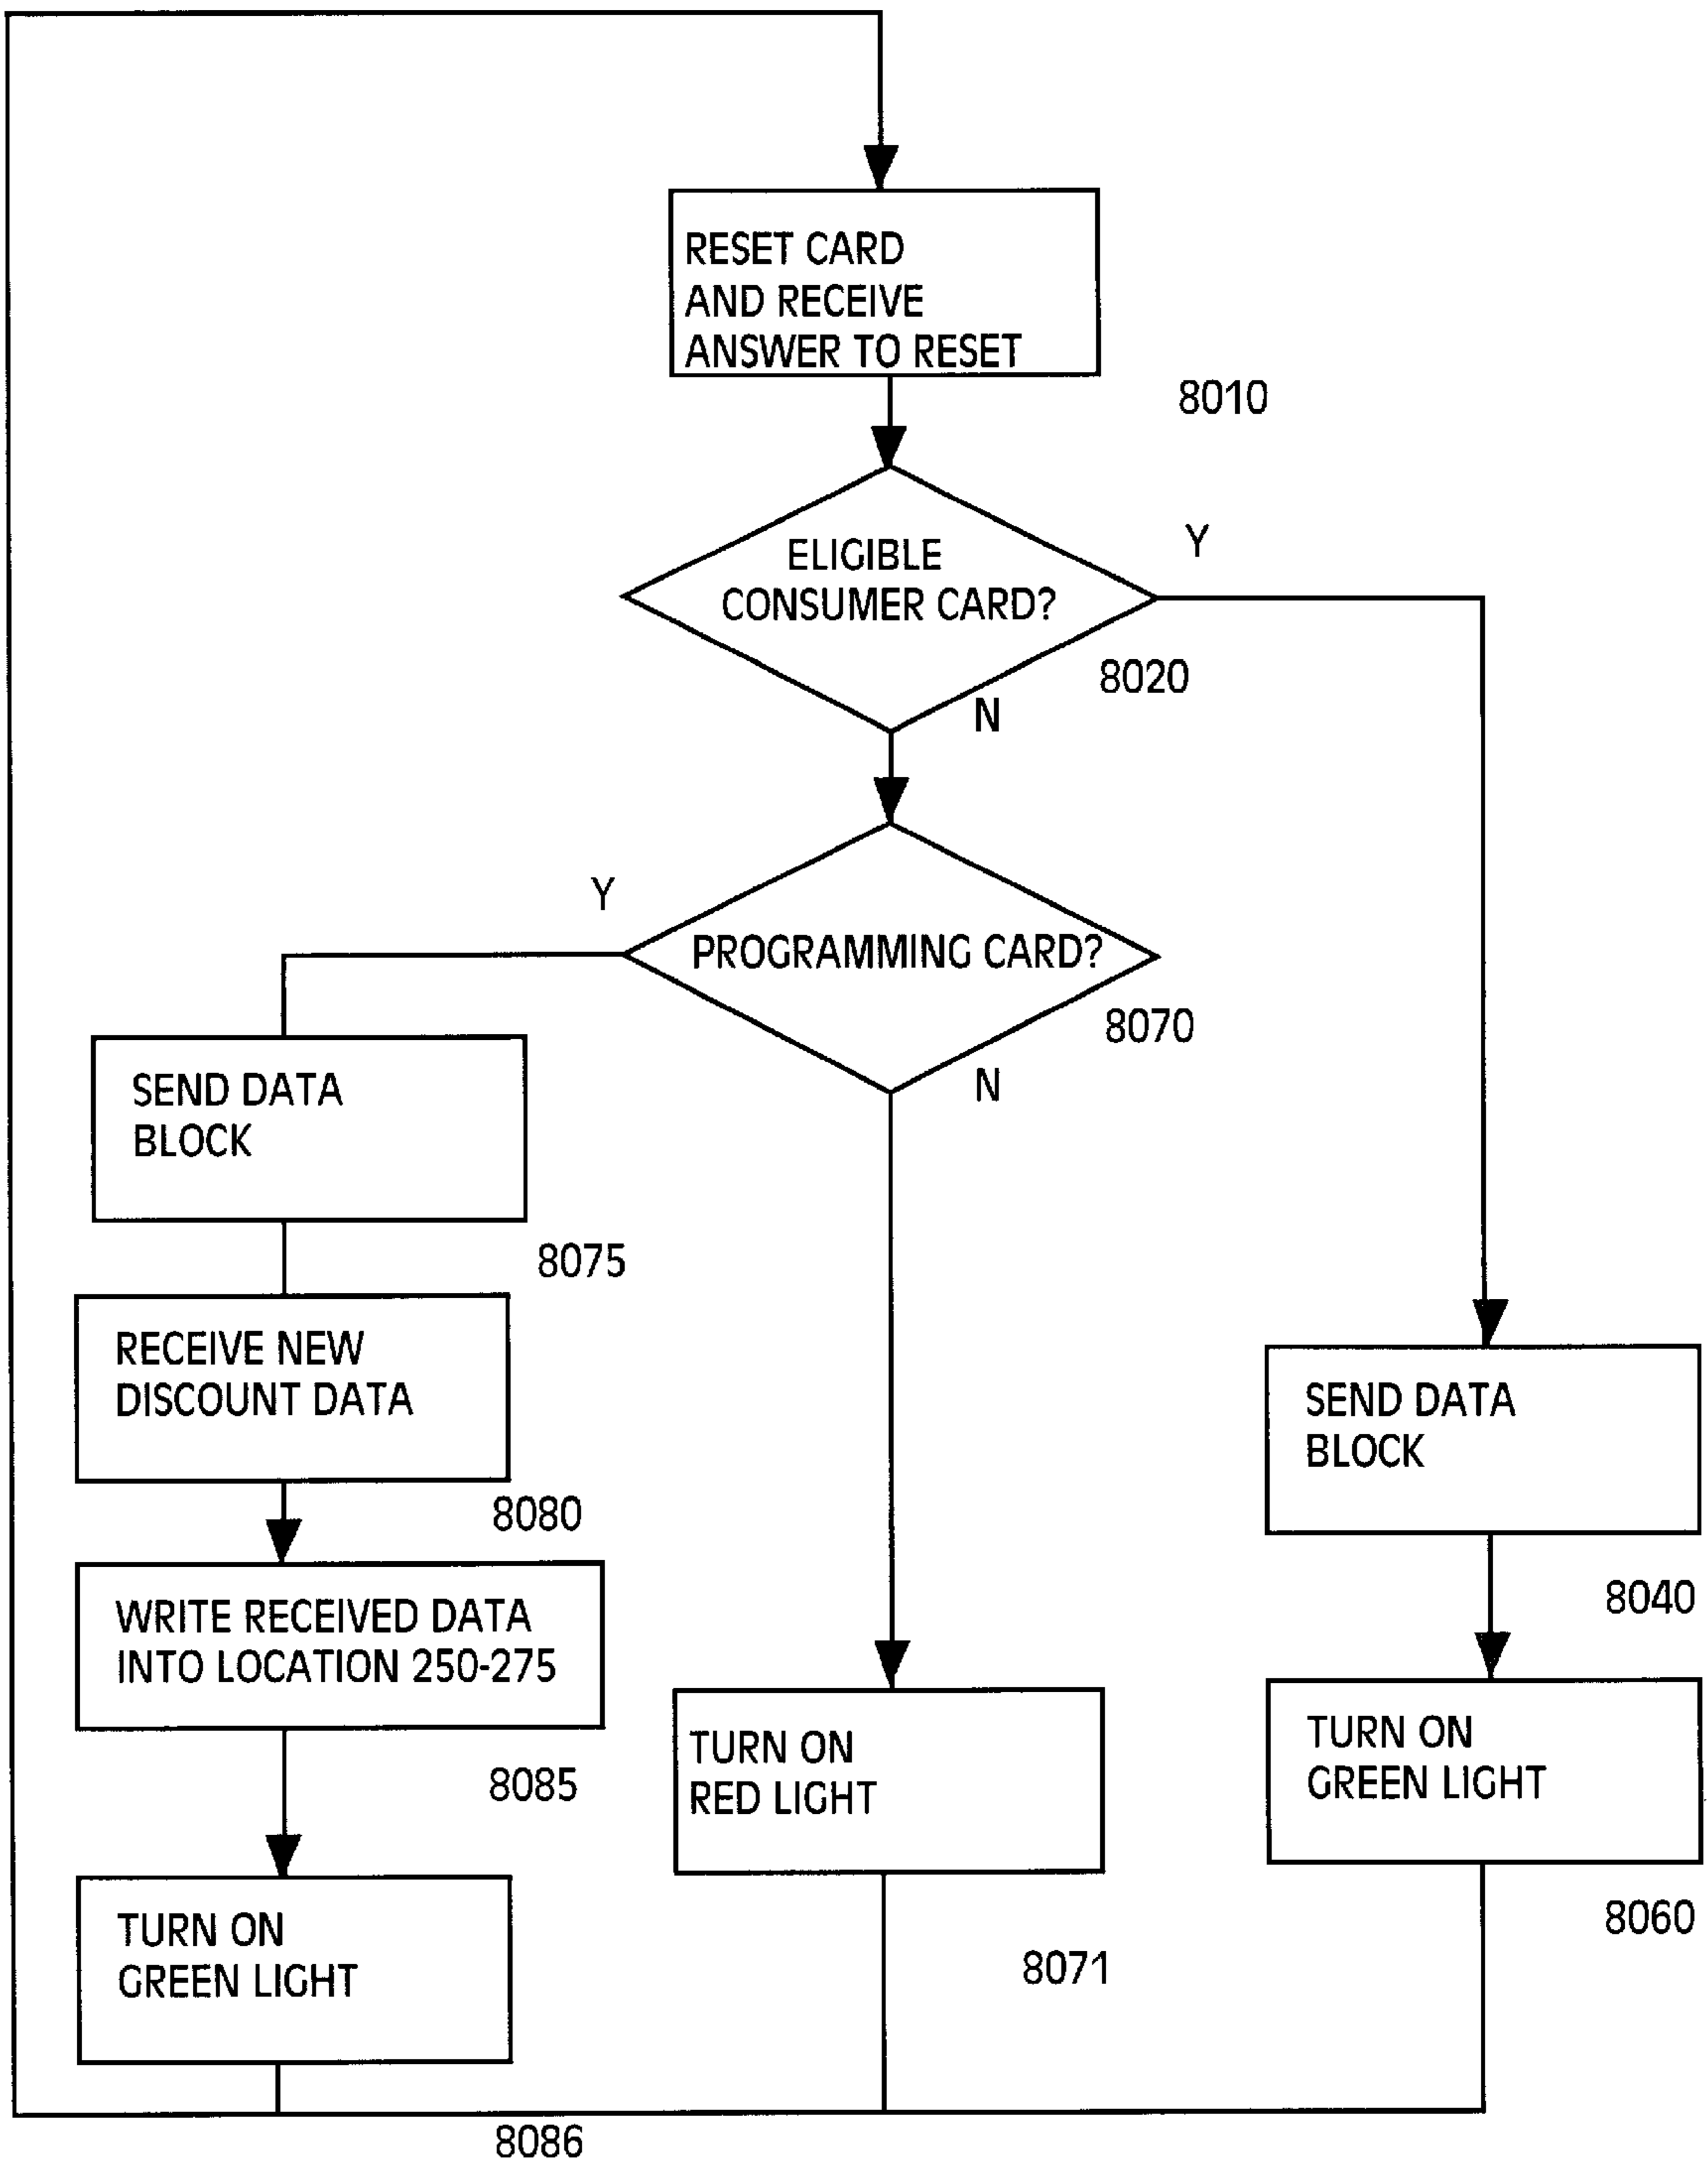 RESET CARD
AND RECEIVE
ANSWER TO RESET
8010
ELIGIBLE
CONSUMER CARD?
Y
8020
N
Y
PROGRAMMING CARD?
8070
N
SEND DATA
BLOCK
8075
RECEIVE NEW
DISCOUNT DATA
8080
WRITE RECEIVED DATA
INTO LOCATION 250-275
8085
TURN ON
GREEN LIGHT
8086
TURN ON
RED LIGHT
8071
SEND DATA
BLOCK
8040
TURN ON
GREEN LIGHT
8060